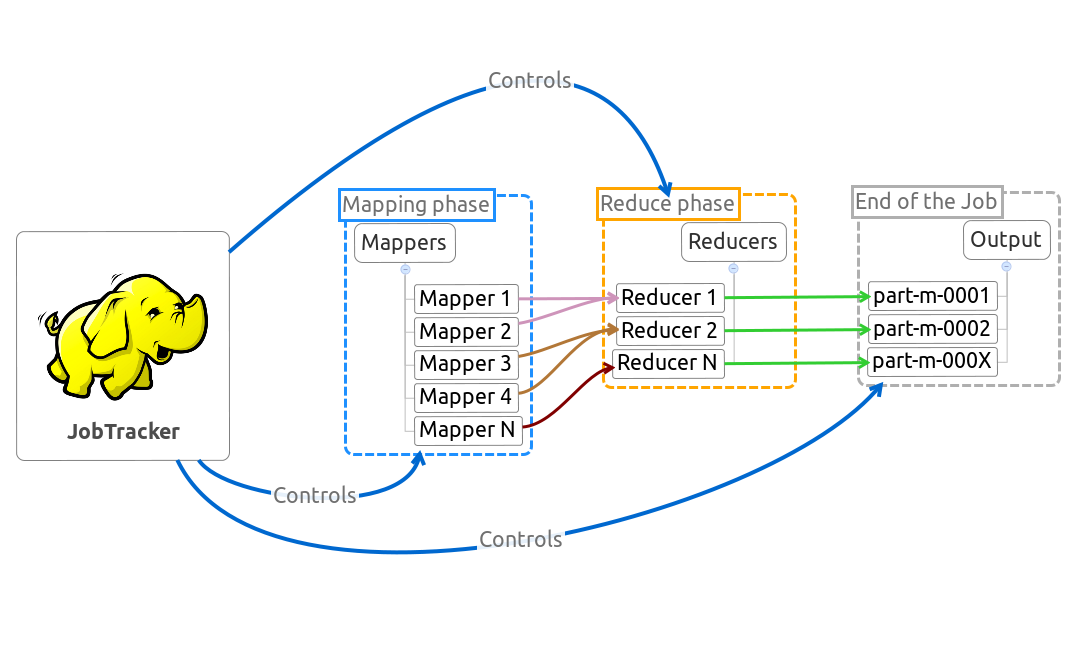 Controls
Mapping phase
Reduce phase
End of the Job
Mappers
Reducers
Output
Mapper 1
Reducer 1
part-m-0001
Mapper 2
Reducer 2
part-m-0002
Mapper 3
Reducer N
part-m-000X
Mapper 4
Mapper N
JobTracker
Controls
Controls